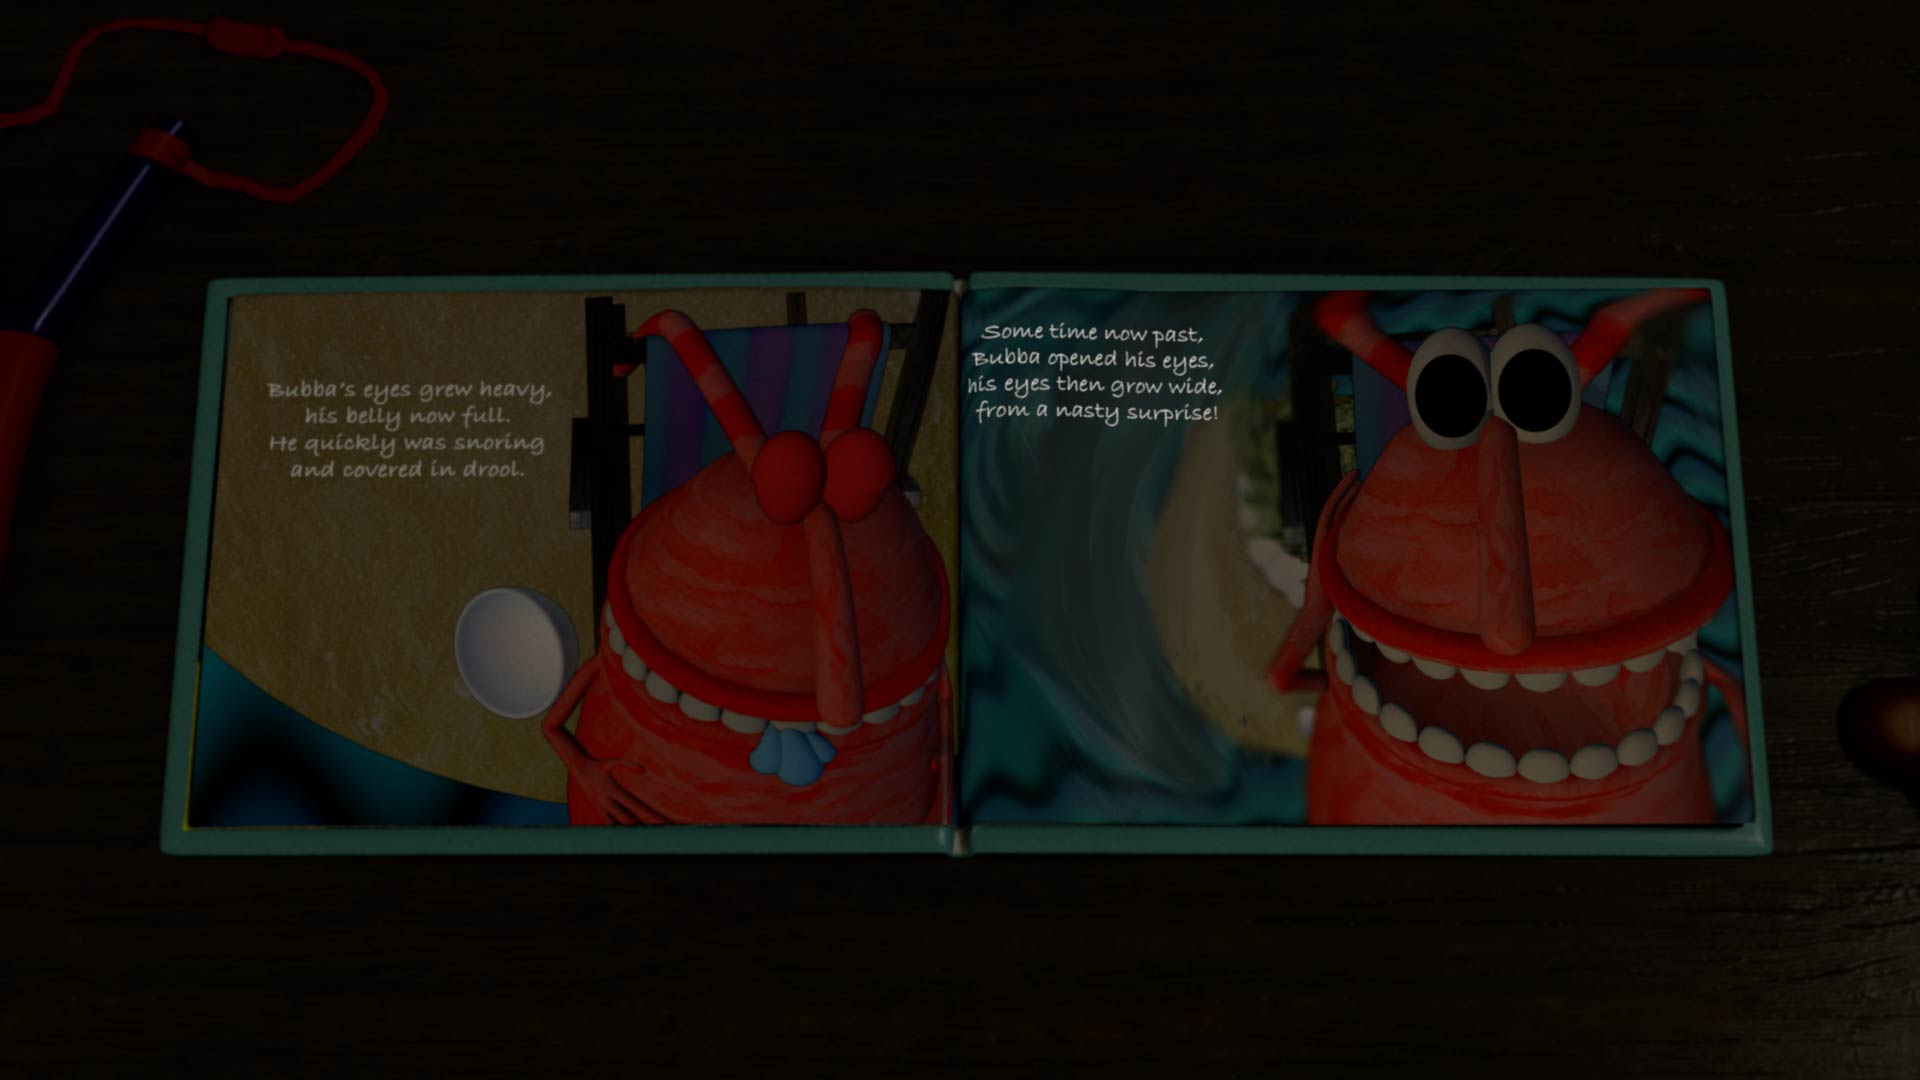 Bubba's eyes grew heavy,
his belly now full.
He quickly was snoring
and covered in drool.
Some time now past,
Bubba opened his eyes,
his eyes then grow wide,
from a nasty surprise!